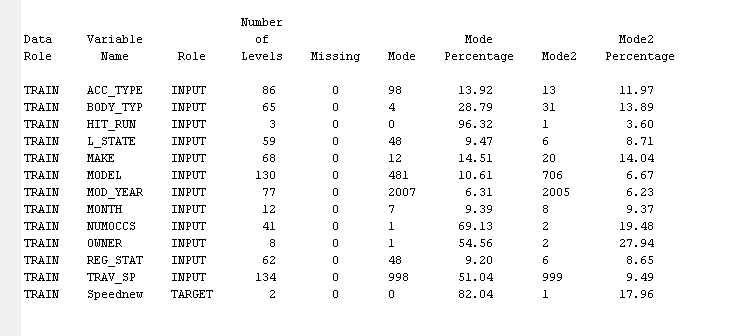 Number
Data Variable of Mode Mode2
Role Name Role Levels Missing Mode Percentage Mode2 Percentage
TRAIN ACC_TYPE INPUT 86 0 98 13.92 13 11.97
TRAIN BODY_TYP INPUT 65 0 4 28.79 31 13.89
TRAIN HIT_RUN INPUT 3 0 0 96.32 1 3.60
TRAIN L_STATE INPUT 59 0 48 9.47 6 8.71
TRAIN MAKE INPUT 68 0 12 14.51 20 14.04
TRAIN MODEL INPUT 130 0 481 10.61 706 6.67
TRAIN MOD_YEAR INPUT 77 0 2007 6.31 2005 6.23
TRAIN MONTH INPUT 12 0 7 9.39 8 9.37
TRAIN NUMOCCS INPUT 41 0 1 69.13 2 19.48
TRAIN OWNER INPUT 8 0 1 54.56 2 27.94
TRAIN REG_STAT INPUT 62 0 48 9.20 6 8.65
TRAIN TRAV_SP INPUT 134 0 998 51.04 999 9.49
TRAIN Speednew TARGET 2 0 0 82.04 1 17.96